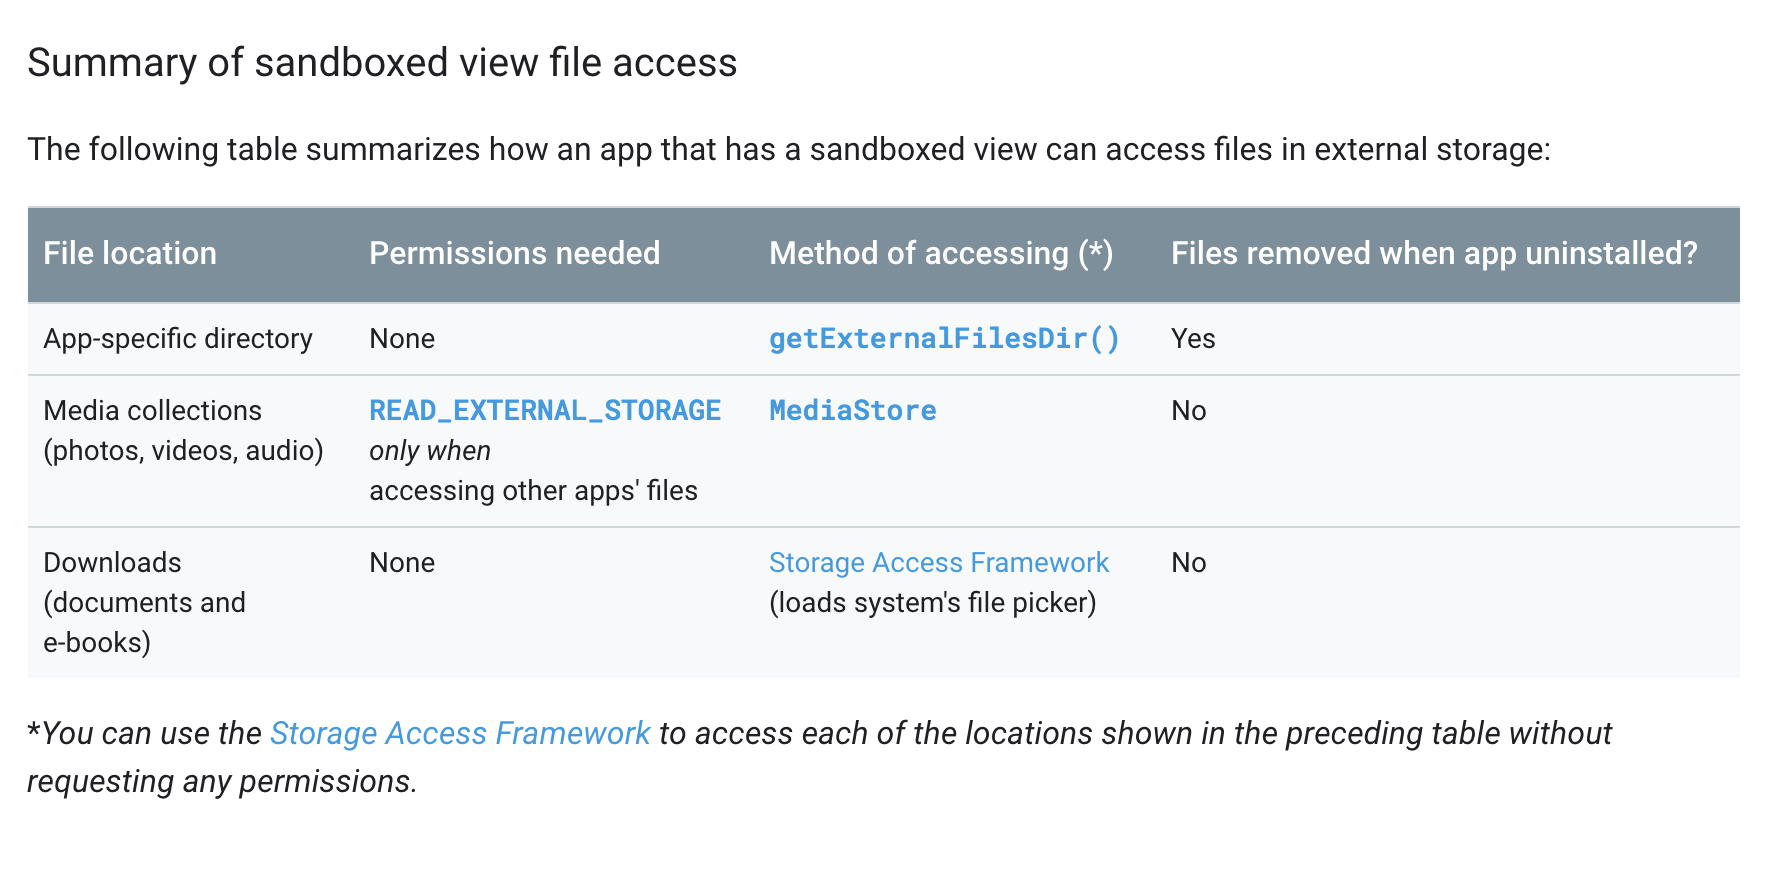 Summary of sandboxed view file access
The following table summarizes how an app that has a sandboxed view can access files in external storage:
File location Permissions needed Method of accessing (*) Files removed when app uninstalled?
App-specific directory None getExternalFilesDir() Yes
Media collections READ_EXTERNAL_STORAGE MediaStore No
(photos, videos, audio) only when
accessing other apps' files
Downloads None Storage Access Framework No
(documents and (loads system's file picker)
e-books)
*You can use the Storage Access Framework to access each of the locations shown in the preceding table without
requesting any permissions.